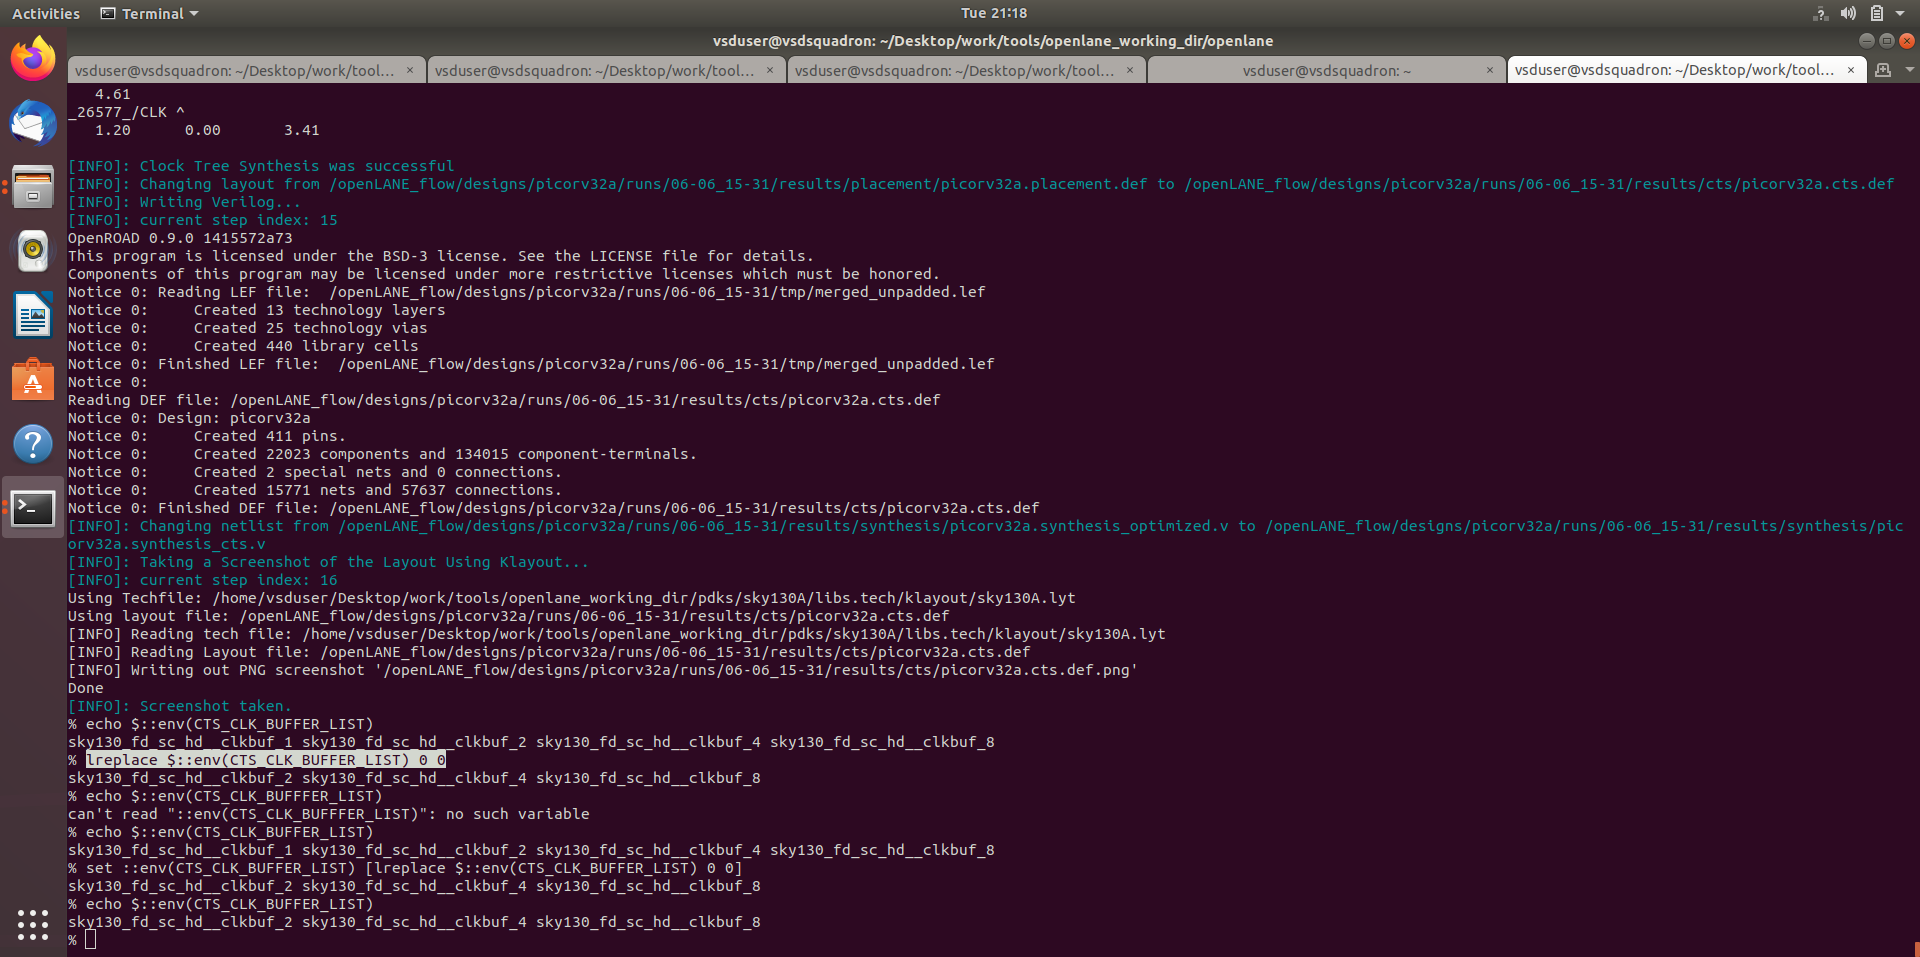 Activities
Terminal
Tue 21:18
?
vsduser@vsdsquadron: ~/Desktop/work/tools/openlane_working_dir/openlane
vsduser@vsdsquadron: ~/Desktop/work/tool... ×
vsduser@vsdsquadron: ~/Desktop/work/tool... ×
vsduser@vsdsquadron: ~/Desktop/work/tool... ×
vsduser@vsdsquadron: ~ ×
vsduser@vsdsquadron: ~/Desktop/work/tool... ×
   4.61
_26577_/CLK ^
   1.20      0.00       3.41
[INFO]: Clock Tree Synthesis was successful
[INFO]: Changing layout from /openLANE_flow/designs/picorv32a/runs/06-06_15-31/results/placement/picorv32a.placement.def to /openLANE_flow/designs/picorv32a/runs/06-06_15-31/results/cts/picorv32a.cts.def
[INFO]: Writing Verilog...
[INFO]: current step index: 15
OpenROAD 0.9.0 1415572a73
This program is licensed under the BSD-3 license. See the LICENSE file for details.
Components of this program may be licensed under more restrictive licenses which must be honored.
Notice 0: Reading LEF file:  /openLANE_flow/designs/picorv32a/runs/06-06_15-31/tmp/merged_unpadded.lef
Notice 0:     Created 13 technology layers
Notice 0:     Created 25 technology vias
Notice 0:     Created 440 library cells
Notice 0: Finished LEF file:  /openLANE_flow/designs/picorv32a/runs/06-06_15-31/tmp/merged_unpadded.lef
Notice 0:
Reading DEF file: /openLANE_flow/designs/picorv32a/runs/06-06_15-31/results/cts/picorv32a.cts.def
Notice 0: Design: picorv32a
Notice 0:     Created 411 pins.
Notice 0:     Created 22023 components and 134015 component-terminals.
Notice 0:     Created 2 special nets and 0 connections.
Notice 0:     Created 15771 nets and 57637 connections.
Notice 0: Finished DEF file: /openLANE_flow/designs/picorv32a/runs/06-06_15-31/results/cts/picorv32a.cts.def
[INFO]: Changing netlist from /openLANE_flow/designs/picorv32a/runs/06-06_15-31/results/synthesis/picorv32a.synthesis_optimized.v to /openLANE_flow/designs/picorv32a/runs/06-06_15-31/results/synthesis/pic
orv32a.synthesis_cts.v
[INFO]: Taking a Screenshot of the Layout Using Klayout...
[INFO]: current step index: 16
Using Techfile: /home/vsduser/Desktop/work/tools/openlane_working_dir/pdks/sky130A/libs.tech/klayout/sky130A.lyt
Using layout file: /openLANE_flow/designs/picorv32a/runs/06-06_15-31/results/cts/picorv32a.cts.def
[INFO] Reading tech file: /home/vsduser/Desktop/work/tools/openlane_working_dir/pdks/sky130A/libs.tech/klayout/sky130A.lyt
[INFO] Reading Layout file: /openLANE_flow/designs/picorv32a/runs/06-06_15-31/results/cts/picorv32a.cts.def
[INFO] Writing out PNG screenshot '/openLANE_flow/designs/picorv32a/runs/06-06_15-31/results/cts/picorv32a.cts.def.png'
Done
[INFO]: Screenshot taken.
% echo $::env(CTS_CLK_BUFFER_LIST)
sky130_fd_sc_hd__clkbuf_1 sky130_fd_sc_hd__clkbuf_2 sky130_fd_sc_hd__clkbuf_4 sky130_fd_sc_hd__clkbuf_8
% lreplace $::env(CTS_CLK_BUFFER_LIST) 0 0
sky130_fd_sc_hd__clkbuf_2 sky130_fd_sc_hd__clkbuf_4 sky130_fd_sc_hd__clkbuf_8
% echo $::env(CTS_CLK_BUFFFER_LIST)
can't read "::env(CTS_CLK_BUFFFER_LIST)": no such variable
% echo $::env(CTS_CLK_BUFFER_LIST)
sky130_fd_sc_hd__clkbuf_1 sky130_fd_sc_hd__clkbuf_2 sky130_fd_sc_hd__clkbuf_4 sky130_fd_sc_hd__clkbuf_8
% set ::env(CTS_CLK_BUFFER_LIST) [lreplace $::env(CTS_CLK_BUFFER_LIST) 0 0]
sky130_fd_sc_hd__clkbuf_2 sky130_fd_sc_hd__clkbuf_4 sky130_fd_sc_hd__clkbuf_8
% echo $::env(CTS_CLK_BUFFER_LIST)
sky130_fd_sc_hd__clkbuf_2 sky130_fd_sc_hd__clkbuf_4 sky130_fd_sc_hd__clkbuf_8
%